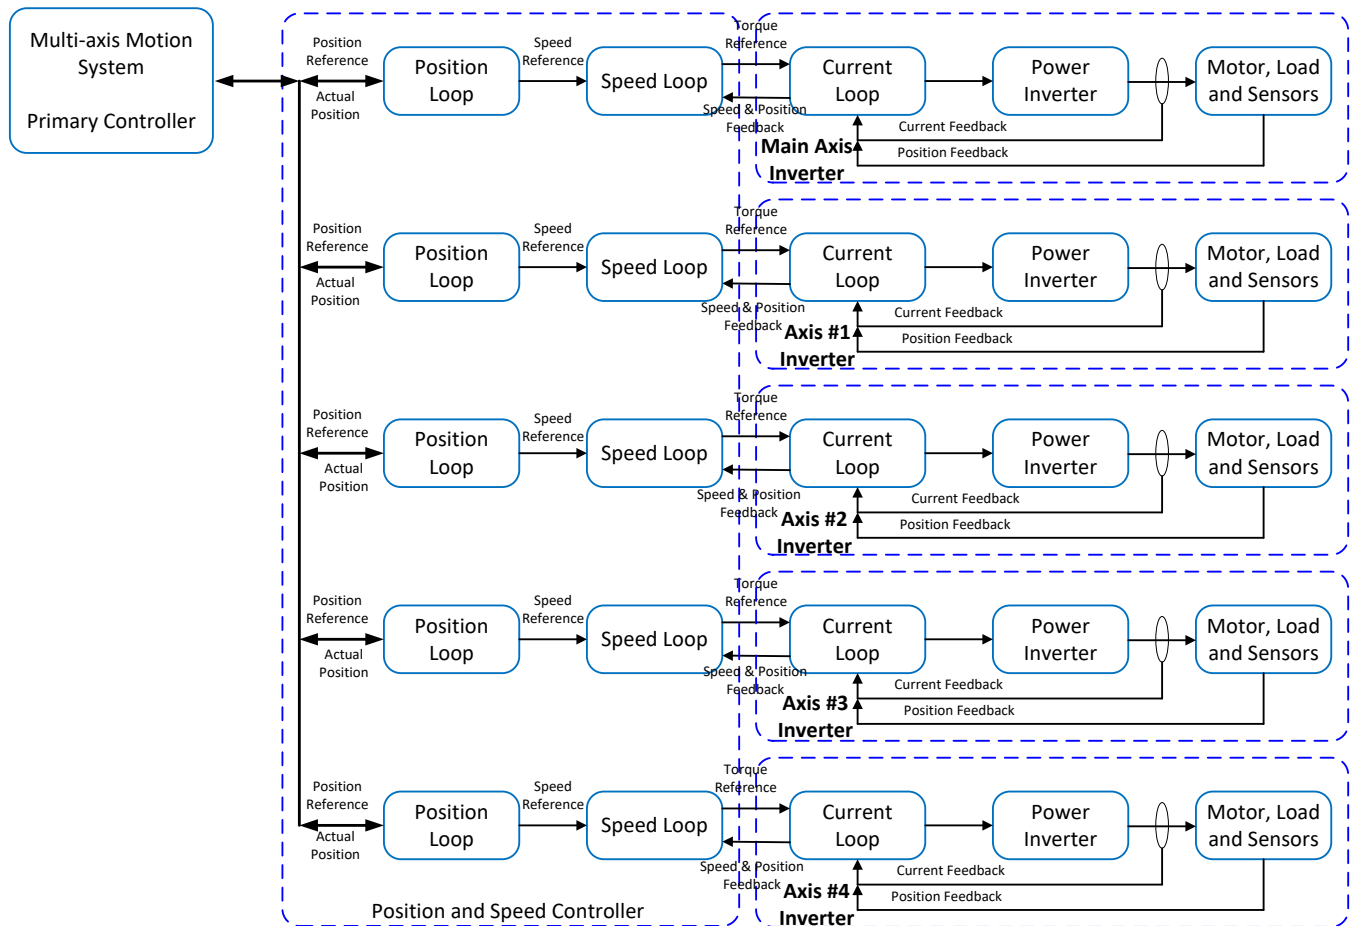 Multi-axis Motion
System
Primary Controller
Position
Reference
Actual
Position
Position
Loop
Speed
Reference
Speed Loop
Torque
Reference
Speed & Position
Feedback
Current
Loop
Power
Inverter
Motor, Load
and Sensors
Current Feedback
Position Feedback
Main Axis
Inverter
Position
Reference
Actual
Position
Position
Loop
Speed
Reference
Speed Loop
Torque
Reference
Speed & Position
Feedback
Current
Loop
Power
Inverter
Motor, Load
and Sensors
Current Feedback
Position Feedback
Axis #1
Inverter
Position
Reference
Actual
Position
Position
Loop
Speed
Reference
Speed Loop
Torque
Reference
Speed & Position
Feedback
Current
Loop
Power
Inverter
Motor, Load
and Sensors
Current Feedback
Position Feedback
Axis #2
Inverter
Position
Reference
Actual
Position
Position
Loop
Speed
Reference
Speed Loop
Torque
Reference
Speed & Position
Feedback
Current
Loop
Power
Inverter
Motor, Load
and Sensors
Current Feedback
Position Feedback
Axis #3
Inverter
Position
Reference
Actual
Position
Position
Loop
Speed
Reference
Speed Loop
Torque
Reference
Speed & Position
Feedback
Current
Loop
Power
Inverter
Motor, Load
and Sensors
Current Feedback
Position Feedback
Axis #4
Inverter
Position and Speed Controller